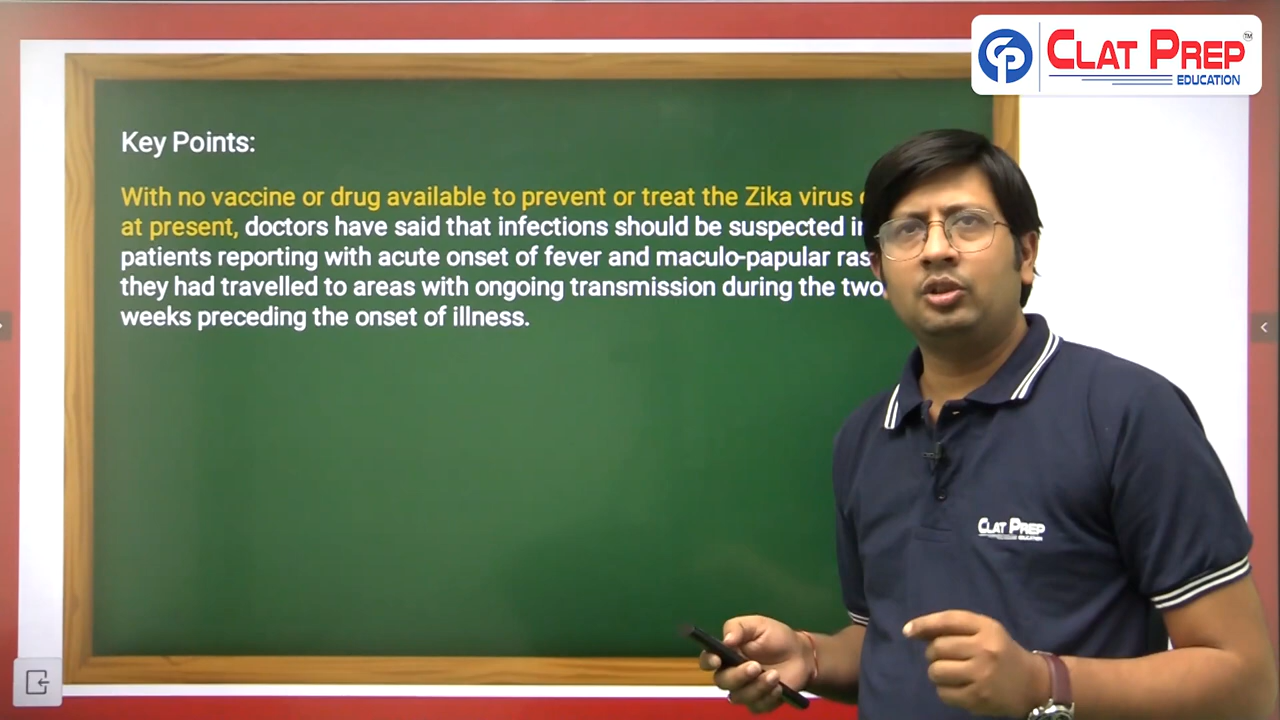 CLAT PREP
TM
EDUCATION
Key Points:
With no vaccine or drug available to prevent or treat the Zika virus
at present, doctors have said that infections should be suspected in
patients reporting with acute onset of fever and maculo-papular
they had travelled to areas with ongoing transmission during the two
weeks preceding the onset of illness.
CLAT PREP
EDUCATION